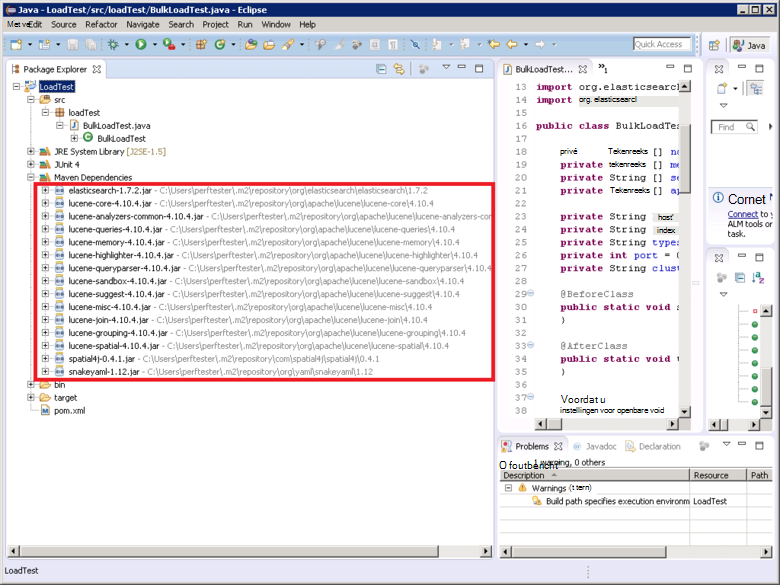 Java - LoadTest/src/loadTest/BulkLoadTest.java - Eclipse
Edit Source Refactor Navigate Search Project Run Window Help
Quick Access
Java
Package Explorer
LoadTest
src
loadTest
BulkLoadTest.java
BulkLoadTest
JRE System Library [J2SE-1.5]
JUnit 4
Maven Dependencies
elasticsearch-1.7.2.jar - C:\Users\perftester\.m2\repository\org\elasticsearch\elasticsearch\1.7.2
lucene-core-4.10.4.jar - C:\Users\perftester\.m2\repository\org\apache\lucene\lucene-core\4.10.4
lucene-analyzers-common-4.10.4.jar - C:\Users\perftester\.m2\repository\org\apache\lucene\lucene-analyzers-cor
lucene-queries-4.10.4.jar - C:\Users\perftester\.m2\repository\org\apache\lucene\lucene-queries\4.10.4
lucene-memory-4.10.4.jar - C:\Users\perftester\.m2\repository\org\apache\lucene\lucene-memory\4.10.4
lucene-highlighter-4.10.4.jar - C:\Users\perftester\.m2\repository\org\apache\lucene\lucene-highlighter\4.10.4
lucene-queryparser-4.10.4.jar - C:\Users\perftester\.m2\repository\org\apache\lucene\lucene-queryparser\4.10.4
lucene-sandbox-4.10.4.jar - C:\Users\perftester\.m2\repository\org\apache\lucene\lucene-sandbox\4.10.4
lucene-suggest-4.10.4.jar - C:\Users\perftester\.m2\repository\org\apache\lucene\lucene-suggest\4.10.4
lucene-misc-4.10.4.jar - C:\Users\perftester\.m2\repository\org\apache\lucene\lucene-misc\4.10.4
lucene-join-4.10.4.jar - C:\Users\perftester\.m2\repository\org\apache\lucene\lucene-join\4.10.4
lucene-grouping-4.10.4.jar - C:\Users\perftester\.m2\repository\org\apache\lucene\lucene-grouping\4.10.4
lucene-spatial-4.10.4.jar - C:\Users\perftester\.m2\repository\org\apache\lucene\lucene-spatial\4.10.4
spatial4j-0.4.1.jar - C:\Users\perftester\.m2\repository\com\spatial4j\spatial4j\0.4.1
snakeyaml-1.12.jar - C:\Users\perftester\.m2\repository\org\yaml\snakeyaml\1.12
bin
target
pom.xml
BulkLoadTest....
13 import org.elasticsearcl
14 import org. elasticsearcl
15
16 public class BulkLoadTes
17
18 privé Tekenreeks [] no
19 private tekenreeks [] me
20 private String [] se
21 private Tekenreeks [] ap
22
23 private String host'
24 private String index
25 private String types
26 private int port = 0
27 private String clust
28
29 @BeforeClass
30 public static void s
31 }
32
33 @AfterClass
34 public static void t
35 }
36
37 Voordat u
38 instellingen voor openbare void
Find
Cornet
Connect to y
ALM tools or
task.
Problems Javadoc Declaration
O foutbericht
1 warning, 0 others
Description Resource Path
Warnings (1 item)
Build path specifies execution environm LoadTest
LoadTest